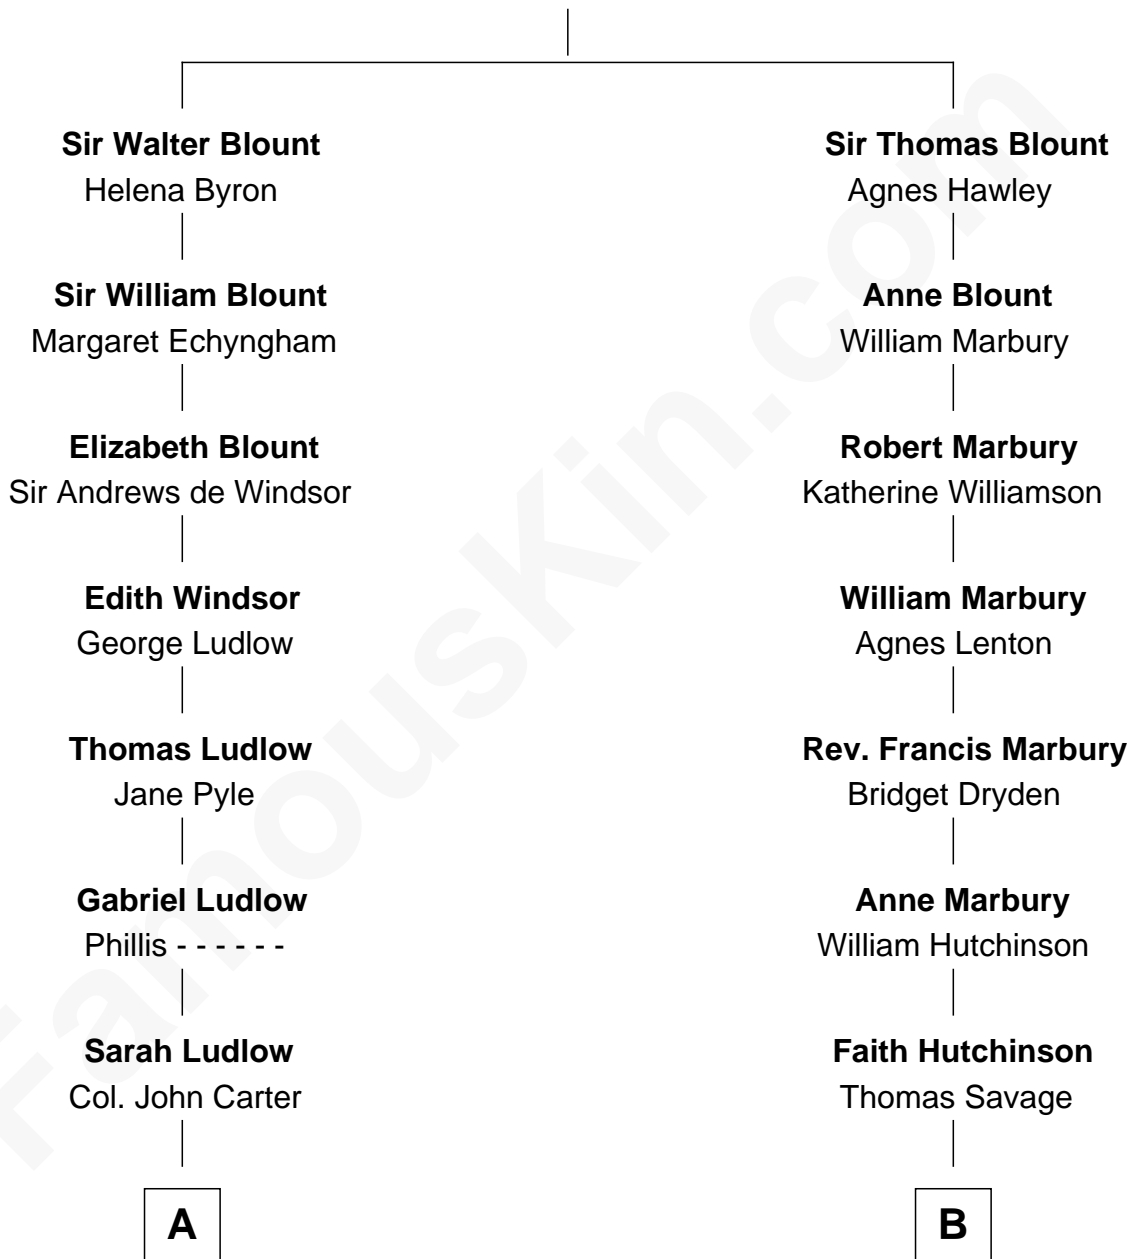 Sir Walter Blount
Helena Byron
Sir William Blount
Margaret Echyngham
Elizabeth Blount
Sir Andrews de Windsor
Edith Windsor
George Ludlow
Thomas Ludlow
Jane Pyle
Gabriel Ludlow
Phillis - - - - - -
Sarah Ludlow
Col. John Carter
A
Sir Thomas Blount
Agnes Hawley
Anne Blount
William Marbury
Robert Marbury
Katherine Williamson
William Marbury
Agnes Lenton
Rev. Francis Marbury
Bridget Dryden
Anne Marbury
William Hutchinson
Faith Hutchinson
Thomas Savage
B
FamousKin.com